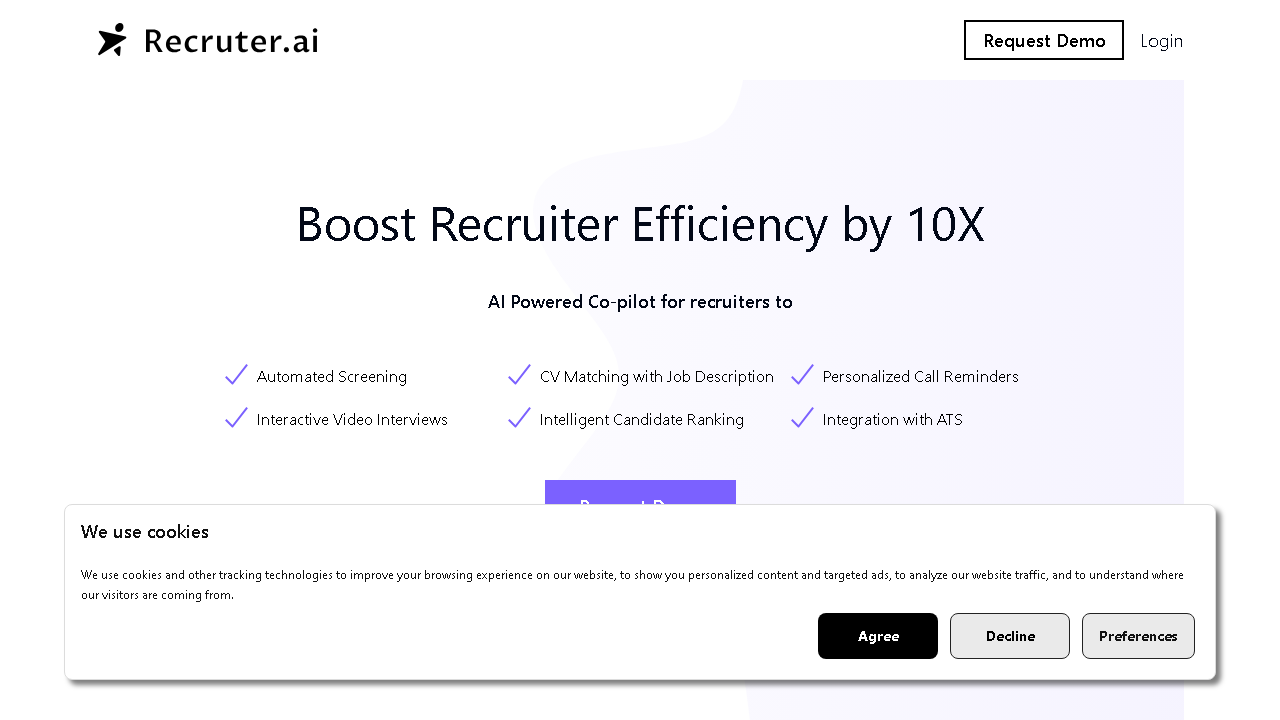 Recruter.ai
Request Demo
Login
Boost Recruiter Efficiency by 10X
AI Powered Co-pilot for recruiters to
Automated Screening
CV Matching with Job Description
Personalized Call Reminders
Interactive Video Interviews
Intelligent Candidate Ranking
Integration with ATS
Request Demo
We use cookies
We use cookies and other tracking technologies to improve your browsing experience on our website, to show you personalized content and targeted ads, to analyze our website traffic, and to understand where
our visitors are coming from.
Agree
Decline
Preferences